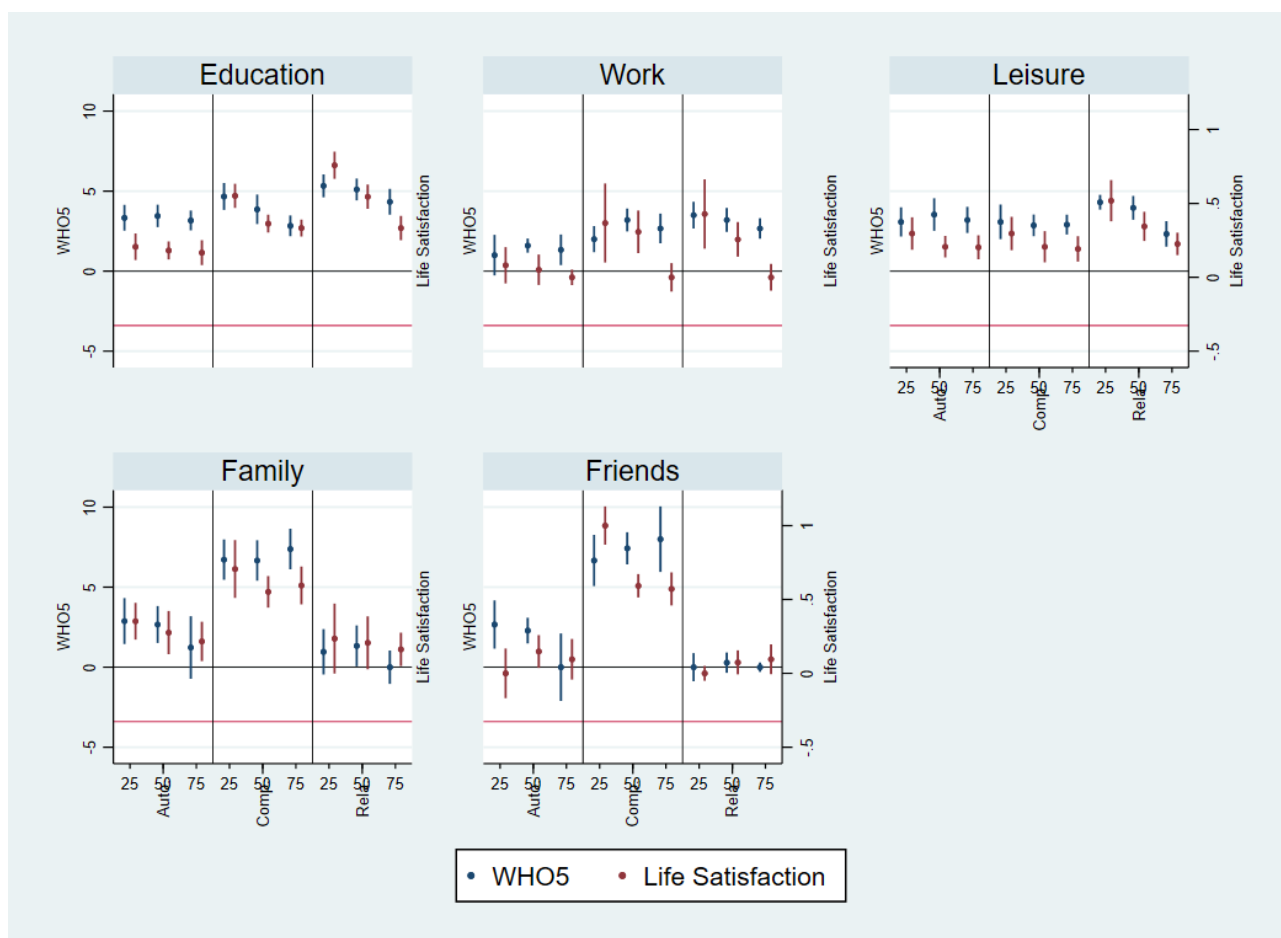 Education
Work
Leisure
WHO5
10
5
0
-5
Life Satisfaction
WHO5
Life Satisfaction
WHO5
1
.5
0
-.5
Life Satisfaction
25 50 75 25 50 75 25 50 75
Auto Comp Rela
Family
Friends
WHO5
10
5
0
-5
Life Satisfaction
WHO5
1
.5
0
-.5
Life Satisfaction
25 50 75 25 50 75 25 50 75
Auto Comp Rela
25 50 75 25 50 75 25 50 75
Auto Comp Rela
WHO5 Life Satisfaction